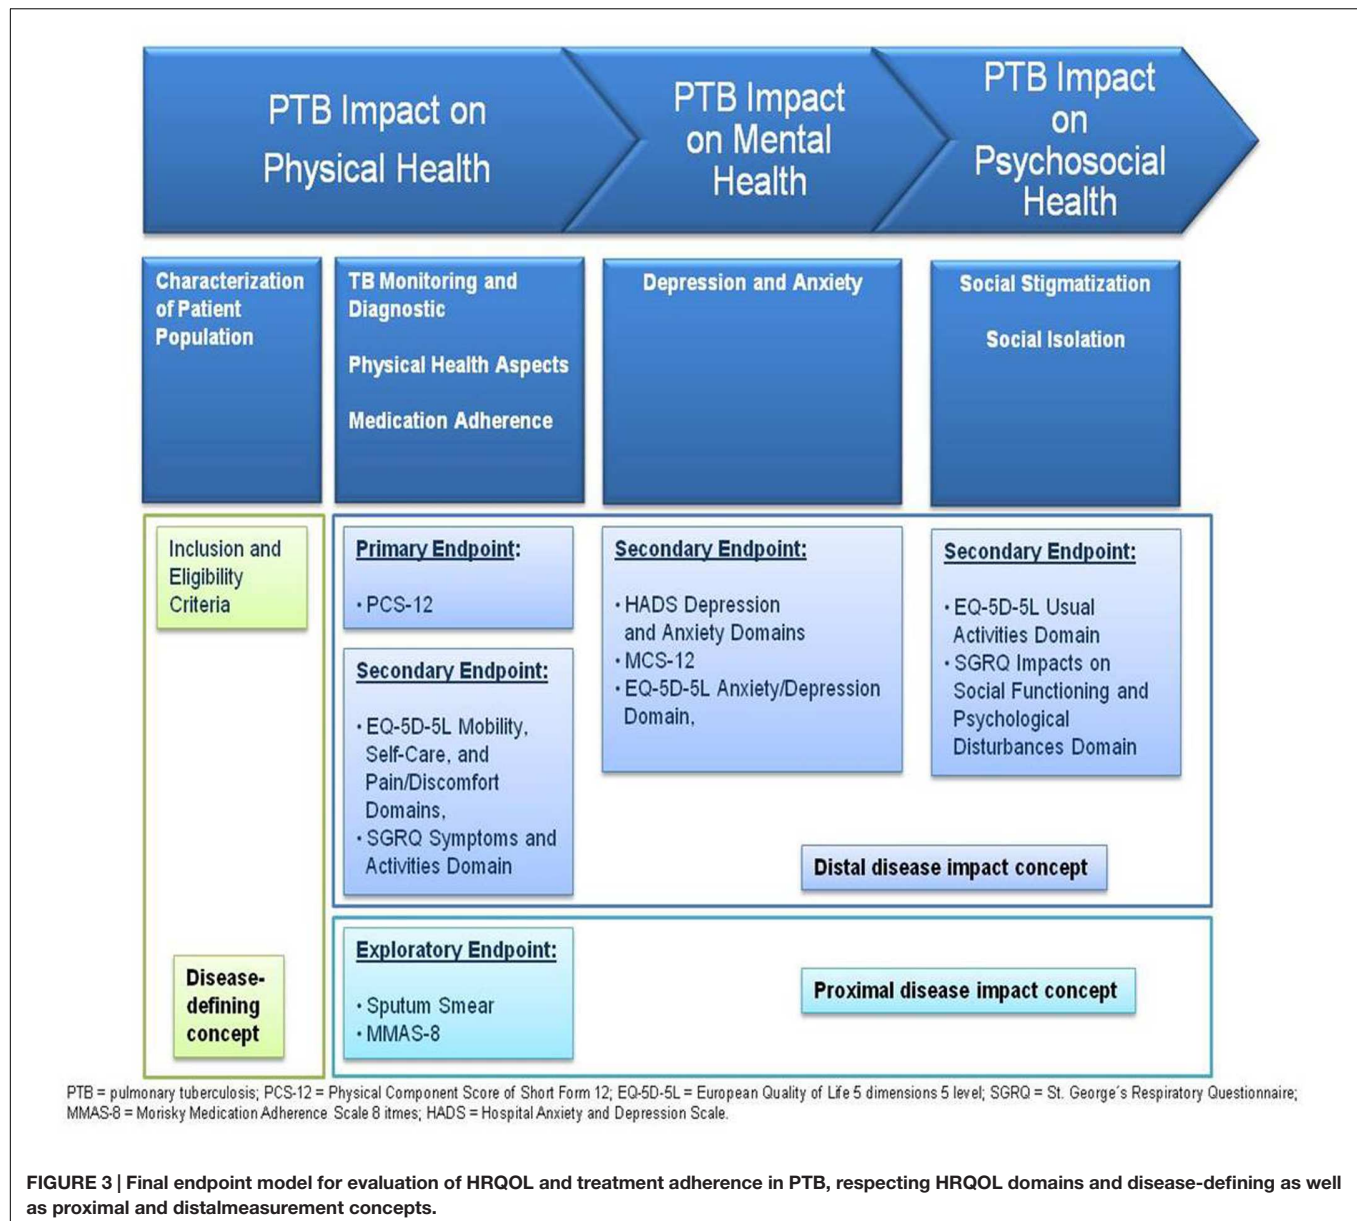 PTB Impact on
Physical Health
PTB Impact
on Mental
Health
PTB Impact
on
Psychosocial
Health
Characterization
of Patient
Population
TB Monitoring and
Diagnostic
Physical Health Aspects
Medication Adherence
Depression and Anxiety
Social Stigmatization
Social Isolation
Inclusion and
Eligibility
Criteria
Disease-
defining
concept
Primary Endpoint:
• PCS-12
Secondary Endpoint:
• EQ-5D-5L Mobility,
Self-Care, and
Pain/Discomfort
Domains,
• SGRQ Symptoms and
Activities Domain
Secondary Endpoint:
• HADS Depression
and Anxiety Domains
• MCS-12
• EQ-5D-5L Anxiety/Depression
Domain,
Secondary Endpoint:
• EQ-5D-5L Usual
Activities Domain
• SGRQ Impacts on
Social Functioning and
Psychological
Disturbances Domain
Distal disease impact concept
Exploratory Endpoint:
• Sputum Smear
• MMAS-8
Proximal disease impact concept
PTB = pulmonary tuberculosis; PCS-12 = Physical Component Score of Short Form 12; EQ-5D-5L = European Quality of Life 5 dimensions 5 level; SGRQ = St. George´s Respiratory Questionnaire;
MMAS-8 = Morisky Medication Adherence Scale 8 itmes; HADS = Hospital Anxiety and Depression Scale.
FIGURE 3 | Final endpoint model for evaluation of HRQOL and treatment adherence in PTB, respecting HRQOL domains and disease-defining as well
as proximal and distalmeasurement concepts.